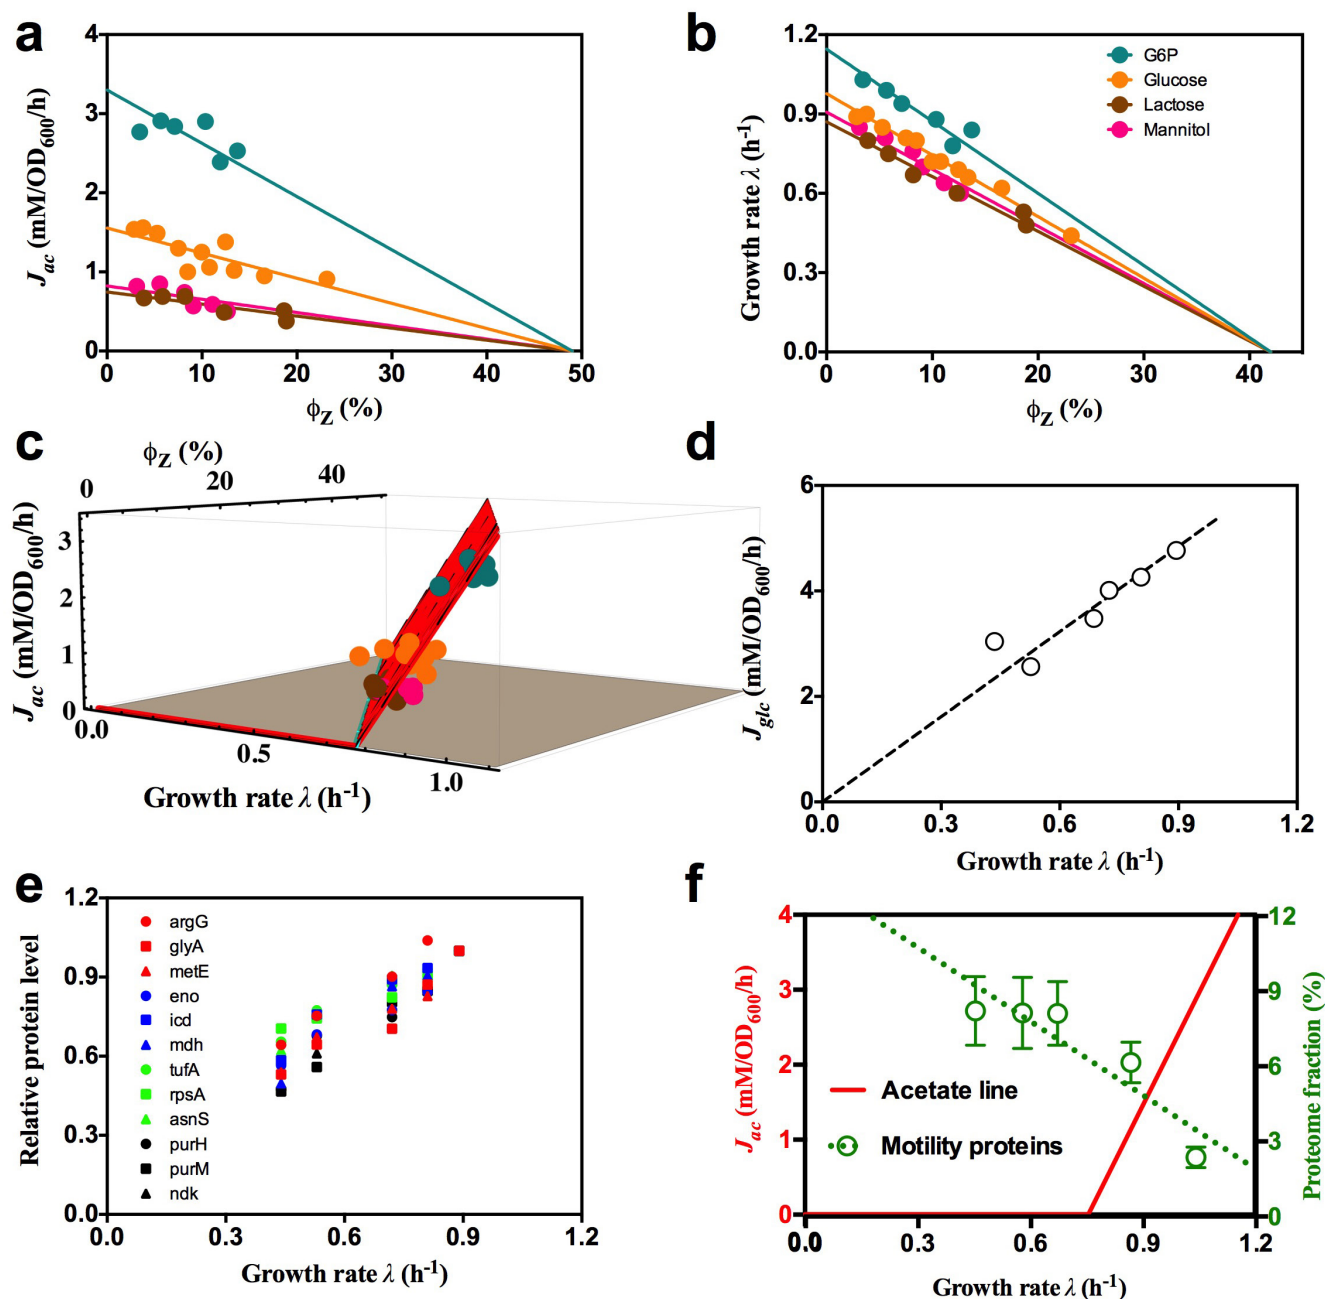 a
4
3
2
1
0
J_ac (mM/OD600/h)
0 10 20 30 40 50
ϕZ (%)
b
1.2
0.9
0.6
0.3
0.0
Growth rate λ (h-1)
G6P
Glucose
Lactose
Mannitol
0 10 20 30 40
ϕZ (%)
c
ϕZ (%)
0 20 40
3
2
1
0
J_ac (mM/OD600/h)
0.0 0.5 1.0
Growth rate λ (h-1)
d
6
4
2
0
J_glc (mM/OD600/h)
0.0 0.3 0.6 0.9 1.2
Growth rate λ (h-1)
e
1.2
0.9
0.6
0.3
0.0
Relative protein level
argG
glyA
metE
eno
icd
mdh
tufA
rpsA
asnS
purH
purM
ndk
0.0 0.3 0.6 0.9 1.2
Growth rate λ (h-1)
f
4
3
2
1
0
J_ac (mM/OD600/h)
Acetate line
Motility proteins
12
9
6
3
0
Proteome fraction (%)
0.0 0.3 0.6 0.9 1.2
Growth rate λ (h-1)